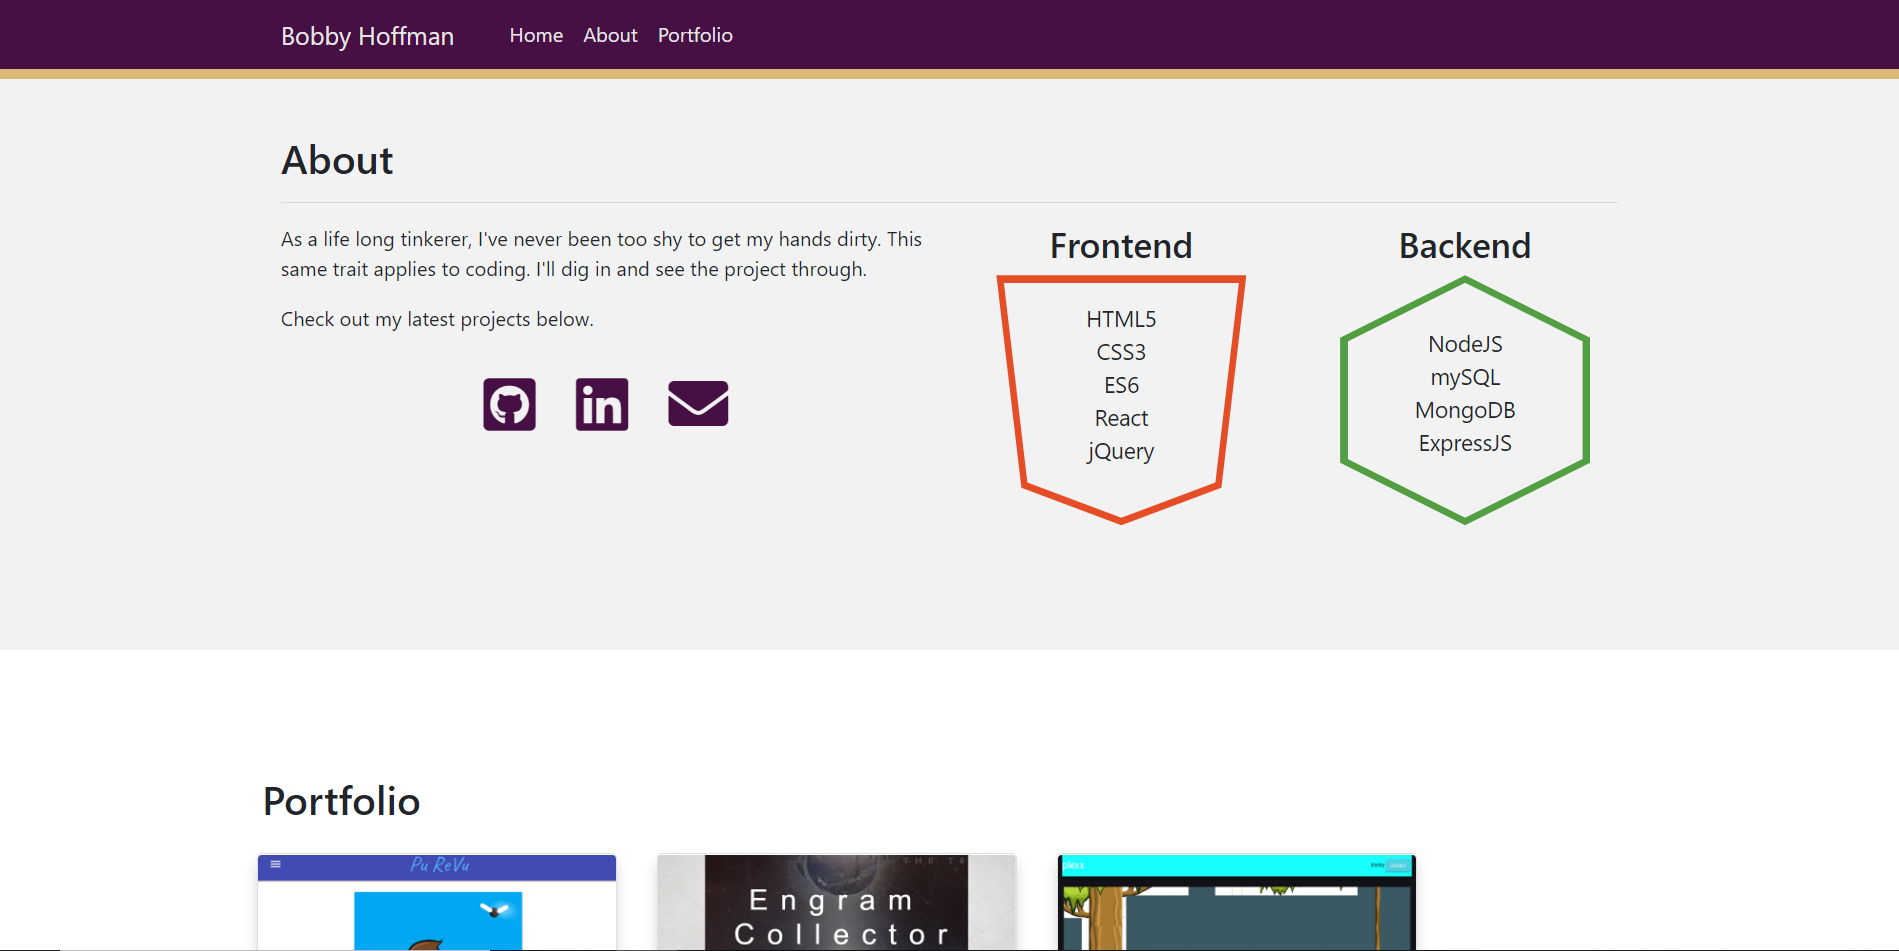 Bobby Hoffman
Home About Portfolio
About
As a life long tinkerer, I've never been too shy to get my hands dirty. This
same trait applies to coding. I'll dig in and see the project through.
Check out my latest projects below.
in
Frontend
HTML5
CSS3
ES6
React
jQuery
Backend
NodeJS
mySQL
MongoDB
ExpressJS
Portfolio
Pu ReVu
THE TR
Engram
Collector
plexx